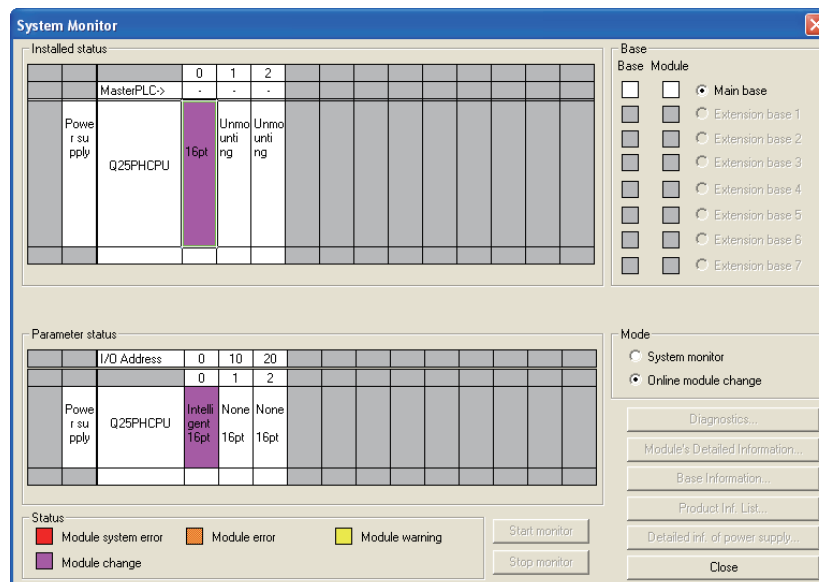 System Monitor
Installed status
0 1 2
MasterPLC-> - - -
Powe
r su
pply
Q25PHCPU
16pt
Unmo
unti
ng
Unmo
unti
ng
Base
Base Module
Main base
Extension base 1
Extension base 2
Extension base 3
Extension base 4
Extension base 5
Extension base 6
Extension base 7
Parameter status
I/O Address 0 10 20
0 1 2
Powe
r su
pply
Q25PHCPU
Intelli
gent
16pt
None
16pt
None
16pt
Mode
System monitor
Online module change
Diagnostics...
Module's Detailed Information...
Base Information...
Product Inf. List...
Detailed inf. of power supply...
Close
Status
Module system error
Module error
Module warning
Module change
Start monitor
Stop monitor